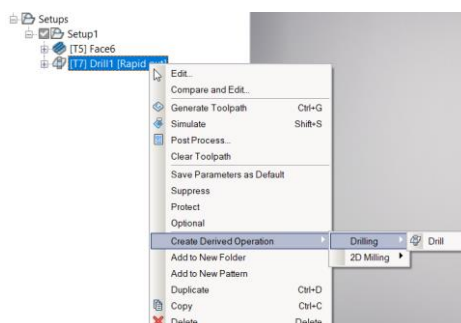 Setups
Setup1
[T5] Face6
[T7] Drill1 [Rapid out]
Edit...
Compare and Edit...
Generate Toolpath Ctrl+G
Simulate Shift+S
Post Process...
Clear Toolpath
Save Parameters as Default
Suppress
Protect
Optional
Create Derived Operation Drilling Drill
Add to New Folder 2D Milling
Add to New Pattern
Duplicate Ctrl+D
Copy Ctrl+C
Delete Delete